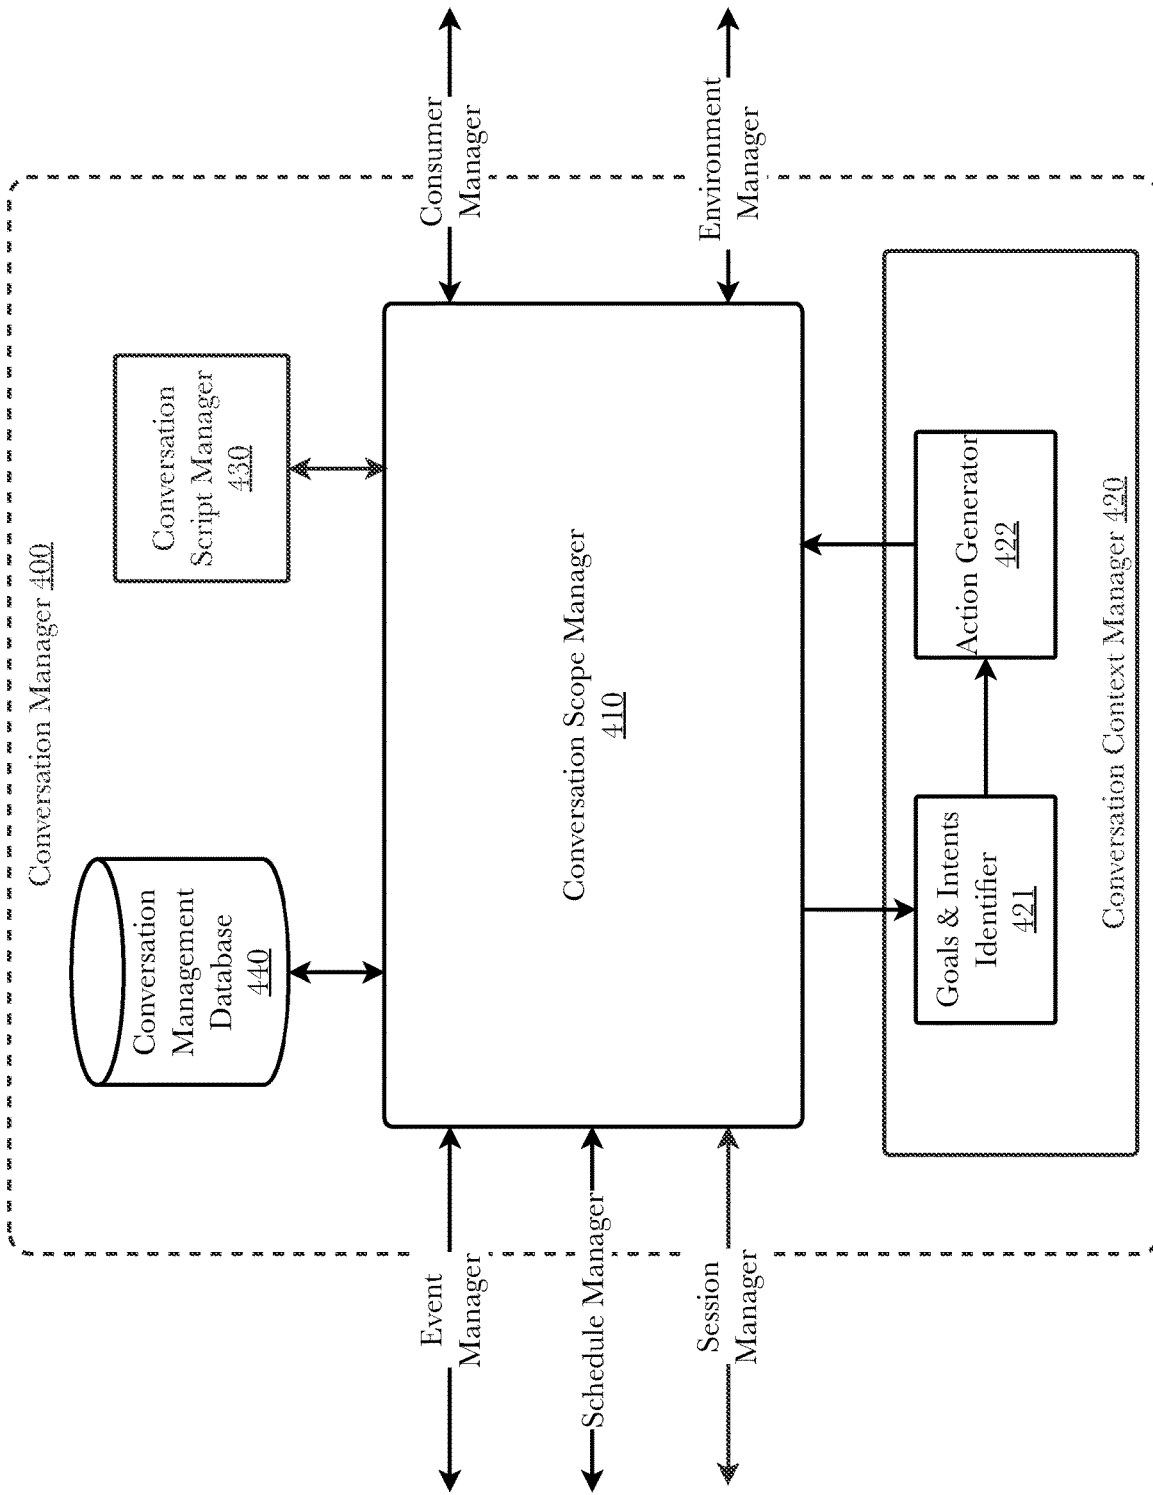 Conversation Manager 400
Conversation
Management
Database
440
Conversation
Script Manager
430
Event
Manager
Schedule Manager
Session
Manager
Conversation Scope Manager
410
Consumer
Manager
Environment
Manager
Goals & Intents
Identifier
421
Action Generator
422
Conversation Context Manager 420